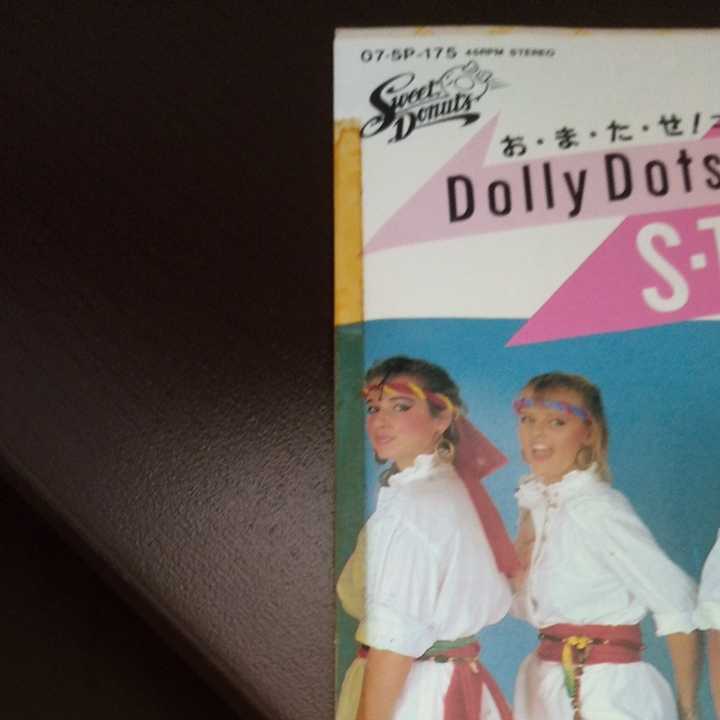 07·5P-175 45RPM STEREO
Sweet
Donuts
お・ま・た・せ！
Dolly Dots
S・T